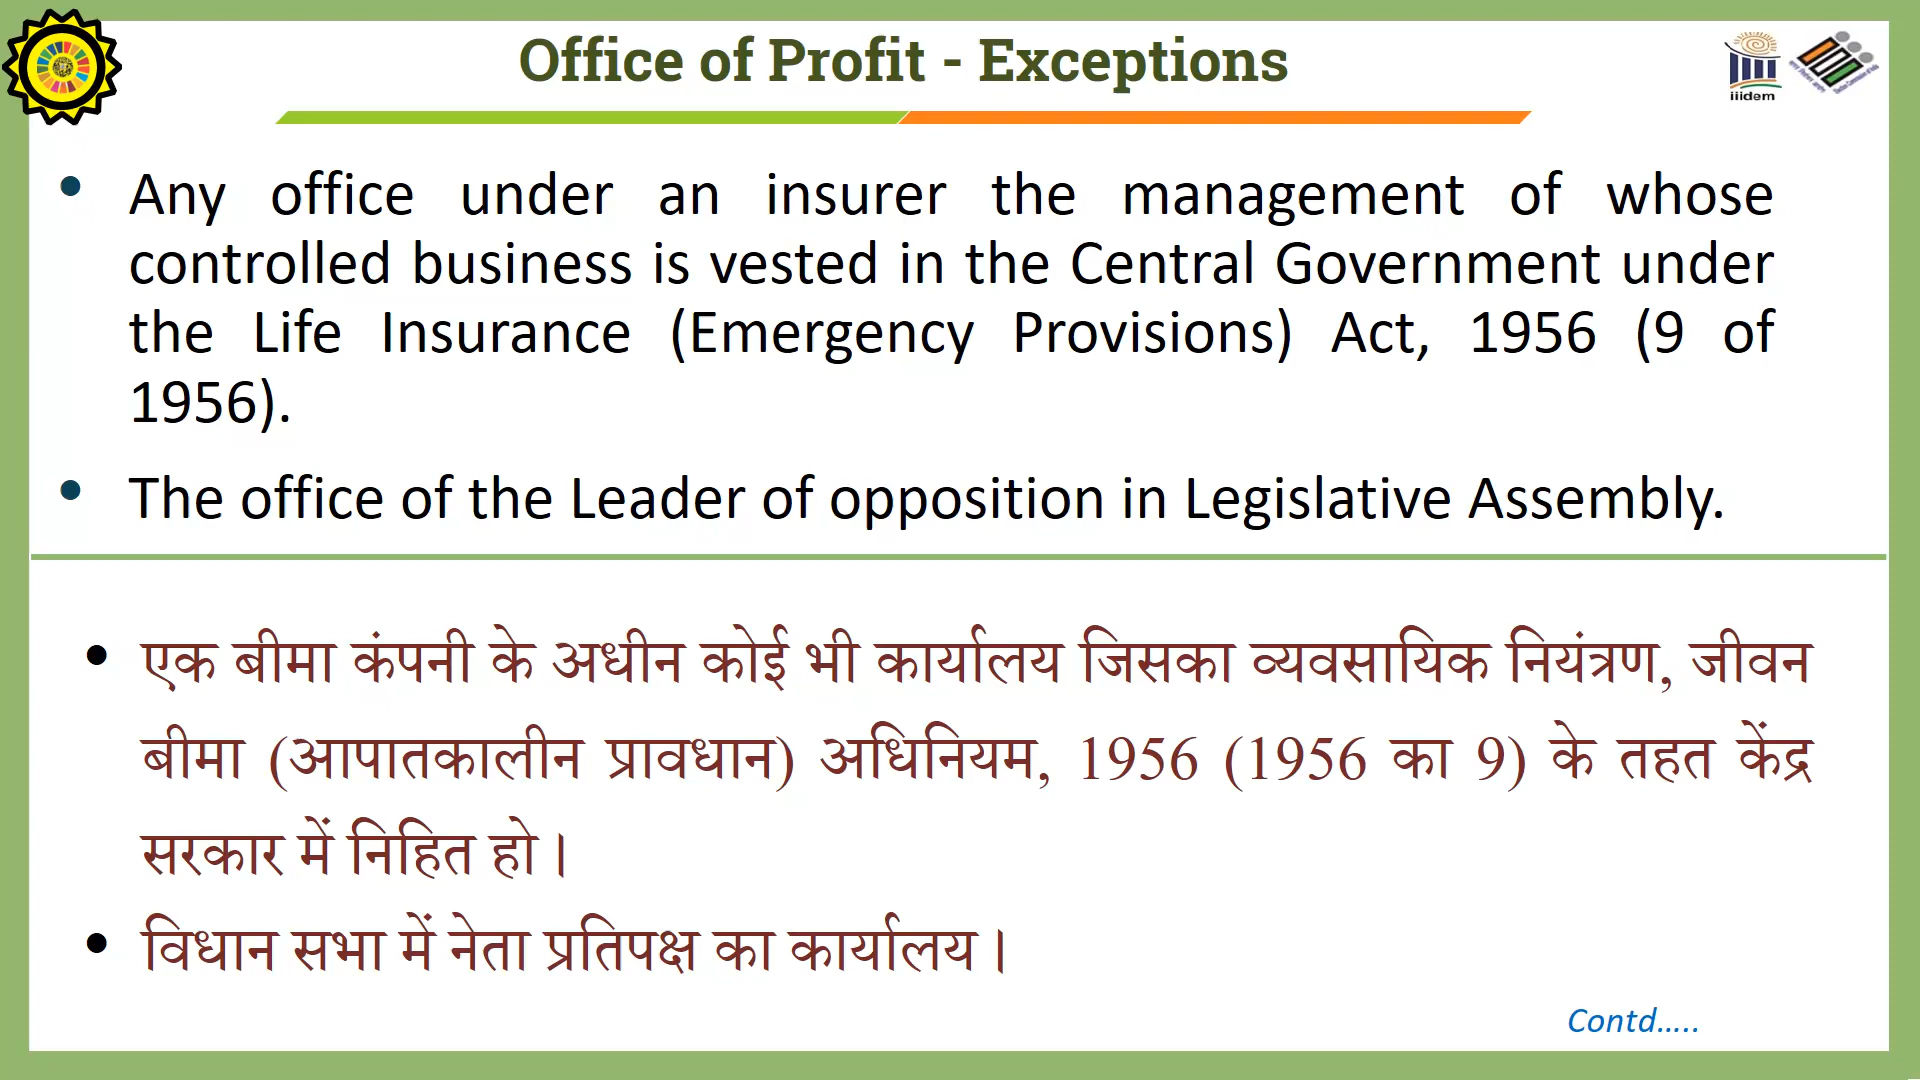 Office of Profit - Exceptions
iiidem
• Any office under an insurer the management of whose
controlled business is vested in the Central Government under
the Life Insurance (Emergency Provisions) Act, 1956 (9 of
1956).
• The office of the Leader of opposition in Legislative Assembly.
• एक बीमा कंपनी के अधीन कोई भी कार्यालय जिसका व्यवसायिक नियंत्रण, जीवन
बीमा (आपातकालीन प्रावधान) अधिनियम, 1956 (1956 का 9) के तहत केंद्र
सरकार में निहित हो।
• विधान सभा में नेता प्रतिपक्ष का कार्यालय।
Contd.....